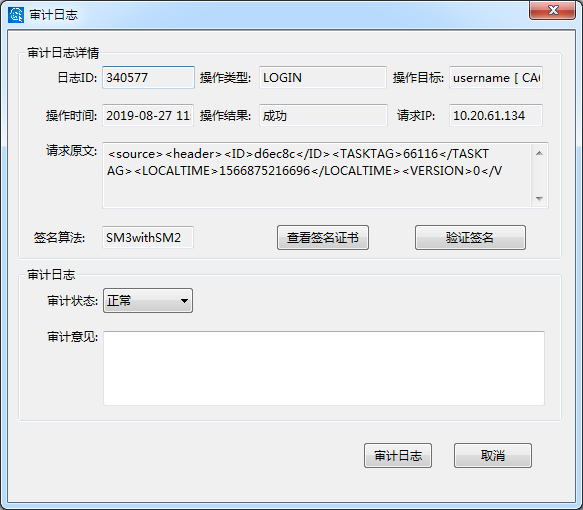 审计日志
审计日志详情
日志ID: 340577 操作类型: LOGIN 操作目标: username [ CA
操作时间: 2019-08-27 11: 操作结果: 成功 请求IP: 10.20.61.134
请求原文: <source><header><ID>d6ec8c</ID><TASKTAG>66116</TASKT
AG><LOCALTIME>1566875216696</LOCALTIME><VERSION>0</V
签名算法: SM3withSM2 查看签名证书 验证签名
审计日志
审计状态: 正常
审计意见:
审计日志 取消